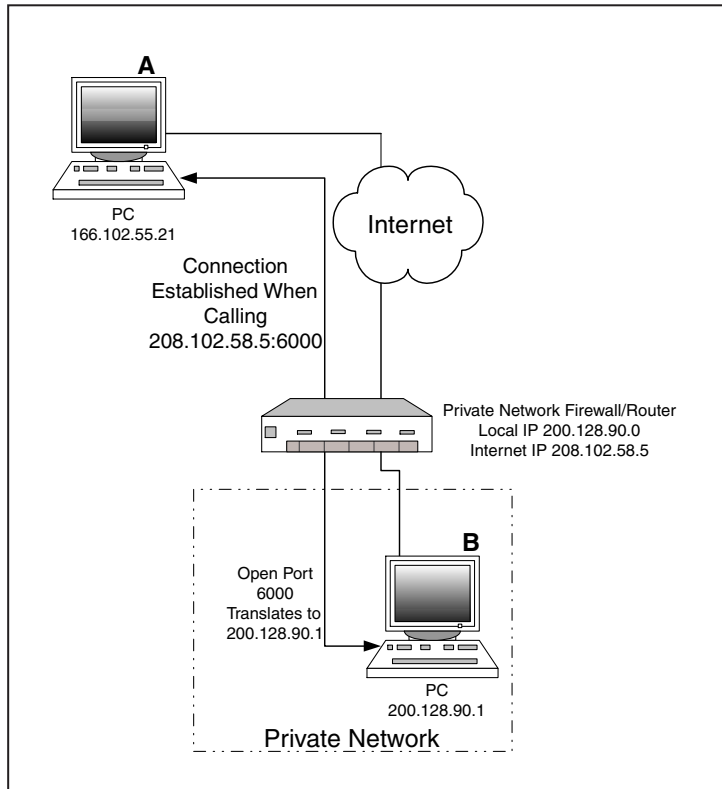 A
PC
166.102.55.21
Internet
Connection
Established When
Calling
208.102.58.5:6000
Private Network Firewall/Router
Local IP 200.128.90.0
Internet IP 208.102.58.5
B
Open Port
6000
Translates to
200.128.90.1
PC
200.128.90.1
Private Network